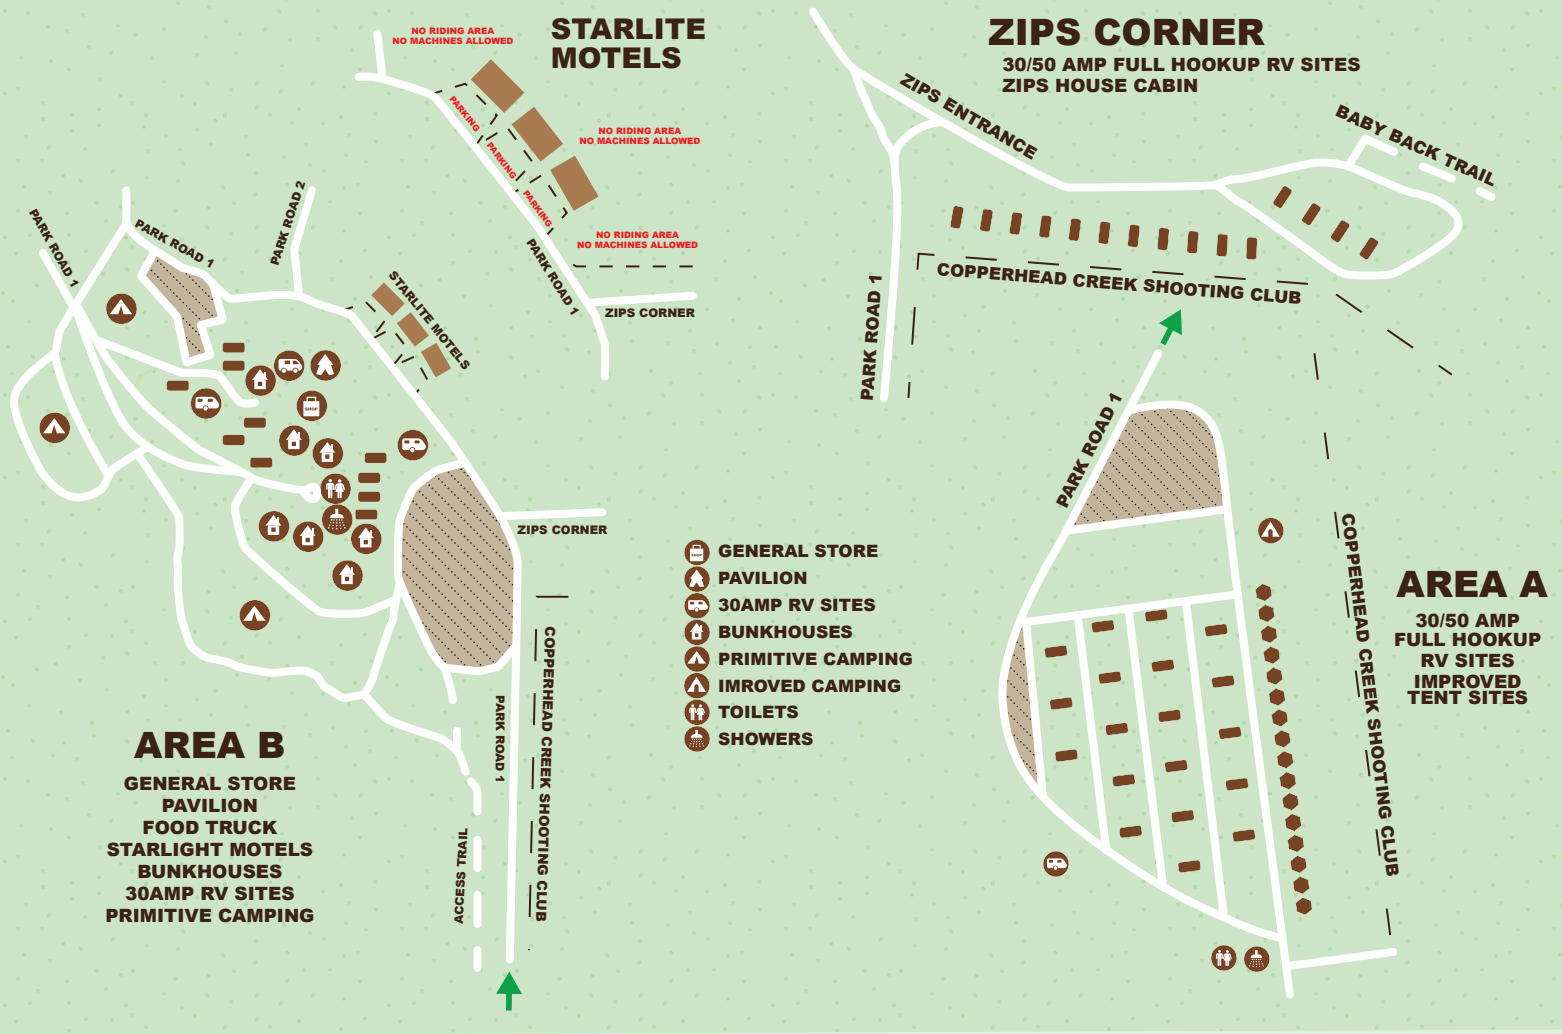 NO RIDING AREA
NO MACHINES ALLOWED
STARLITE
MOTELS
PARKING
PARKING
PARKING
NO RIDING AREA
NO MACHINES ALLOWED
NO RIDING AREA
NO MACHINES ALLOWED
PARK ROAD 1
ZIPS CORNER
ZIPS CORNER
30/50 AMP FULL HOOKUP RV SITES
ZIPS HOUSE CABIN
ZIPS ENTRANCE
BABY BACK TRAIL
PARK ROAD 1
COPPERHEAD CREEK SHOOTING CLUB
PARK ROAD 1
PARK ROAD 1
PARK ROAD 2
STARLITE MOTELS
SHOP
ZIPS CORNER
PARK ROAD 1
COPPERHEAD CREEK SHOOTING CLUB
ACCESS TRAIL
AREA B
GENERAL STORE
PAVILION
FOOD TRUCK
STARLIGHT MOTELS
BUNKHOUSES
30AMP RV SITES
PRIMITIVE CAMPING
SHOP
GENERAL STORE
PAVILION
30AMP RV SITES
BUNKHOUSES
PRIMITIVE CAMPING
IMROVED CAMPING
TOILETS
SHOWERS
PARK ROAD 1
COPPERHEAD CREEK SHOOTING CLUB
AREA A
30/50 AMP
FULL HOOKUP
RV SITES
IMPROVED
TENT SITES